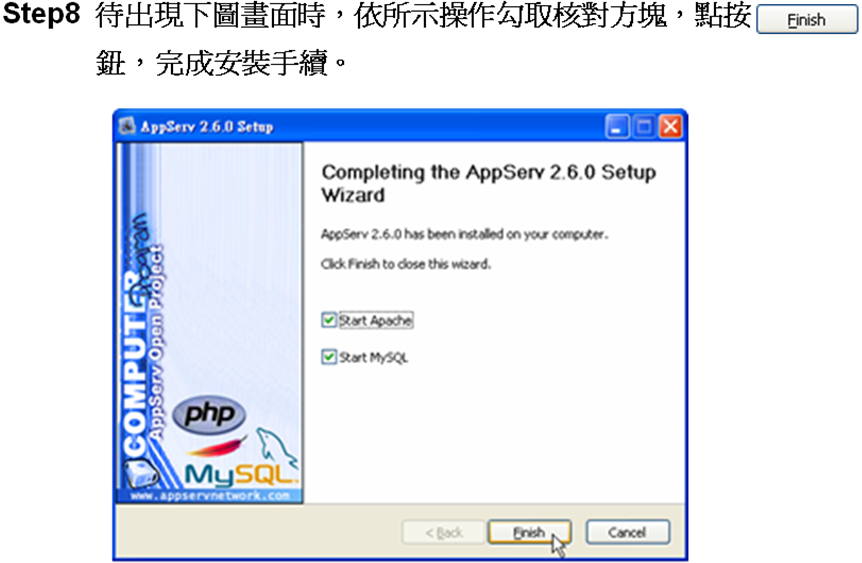 Step8 待出現下圖畫面時，依所示操作勾取核對方塊，點按 Finish
鈕，完成安裝手續。
AppServ 2.6.0 Setup
Completing the AppServ 2.6.0 Setup
Wizard
AppServ 2.6.0 has been installed on your computer.
Click Finish to close this wizard.
Start Apache
Start MySQL
COMPUTER
Program
AppServ Open Project
php
MySQL
www.appservnetwork.com
< Back
Finish
Cancel